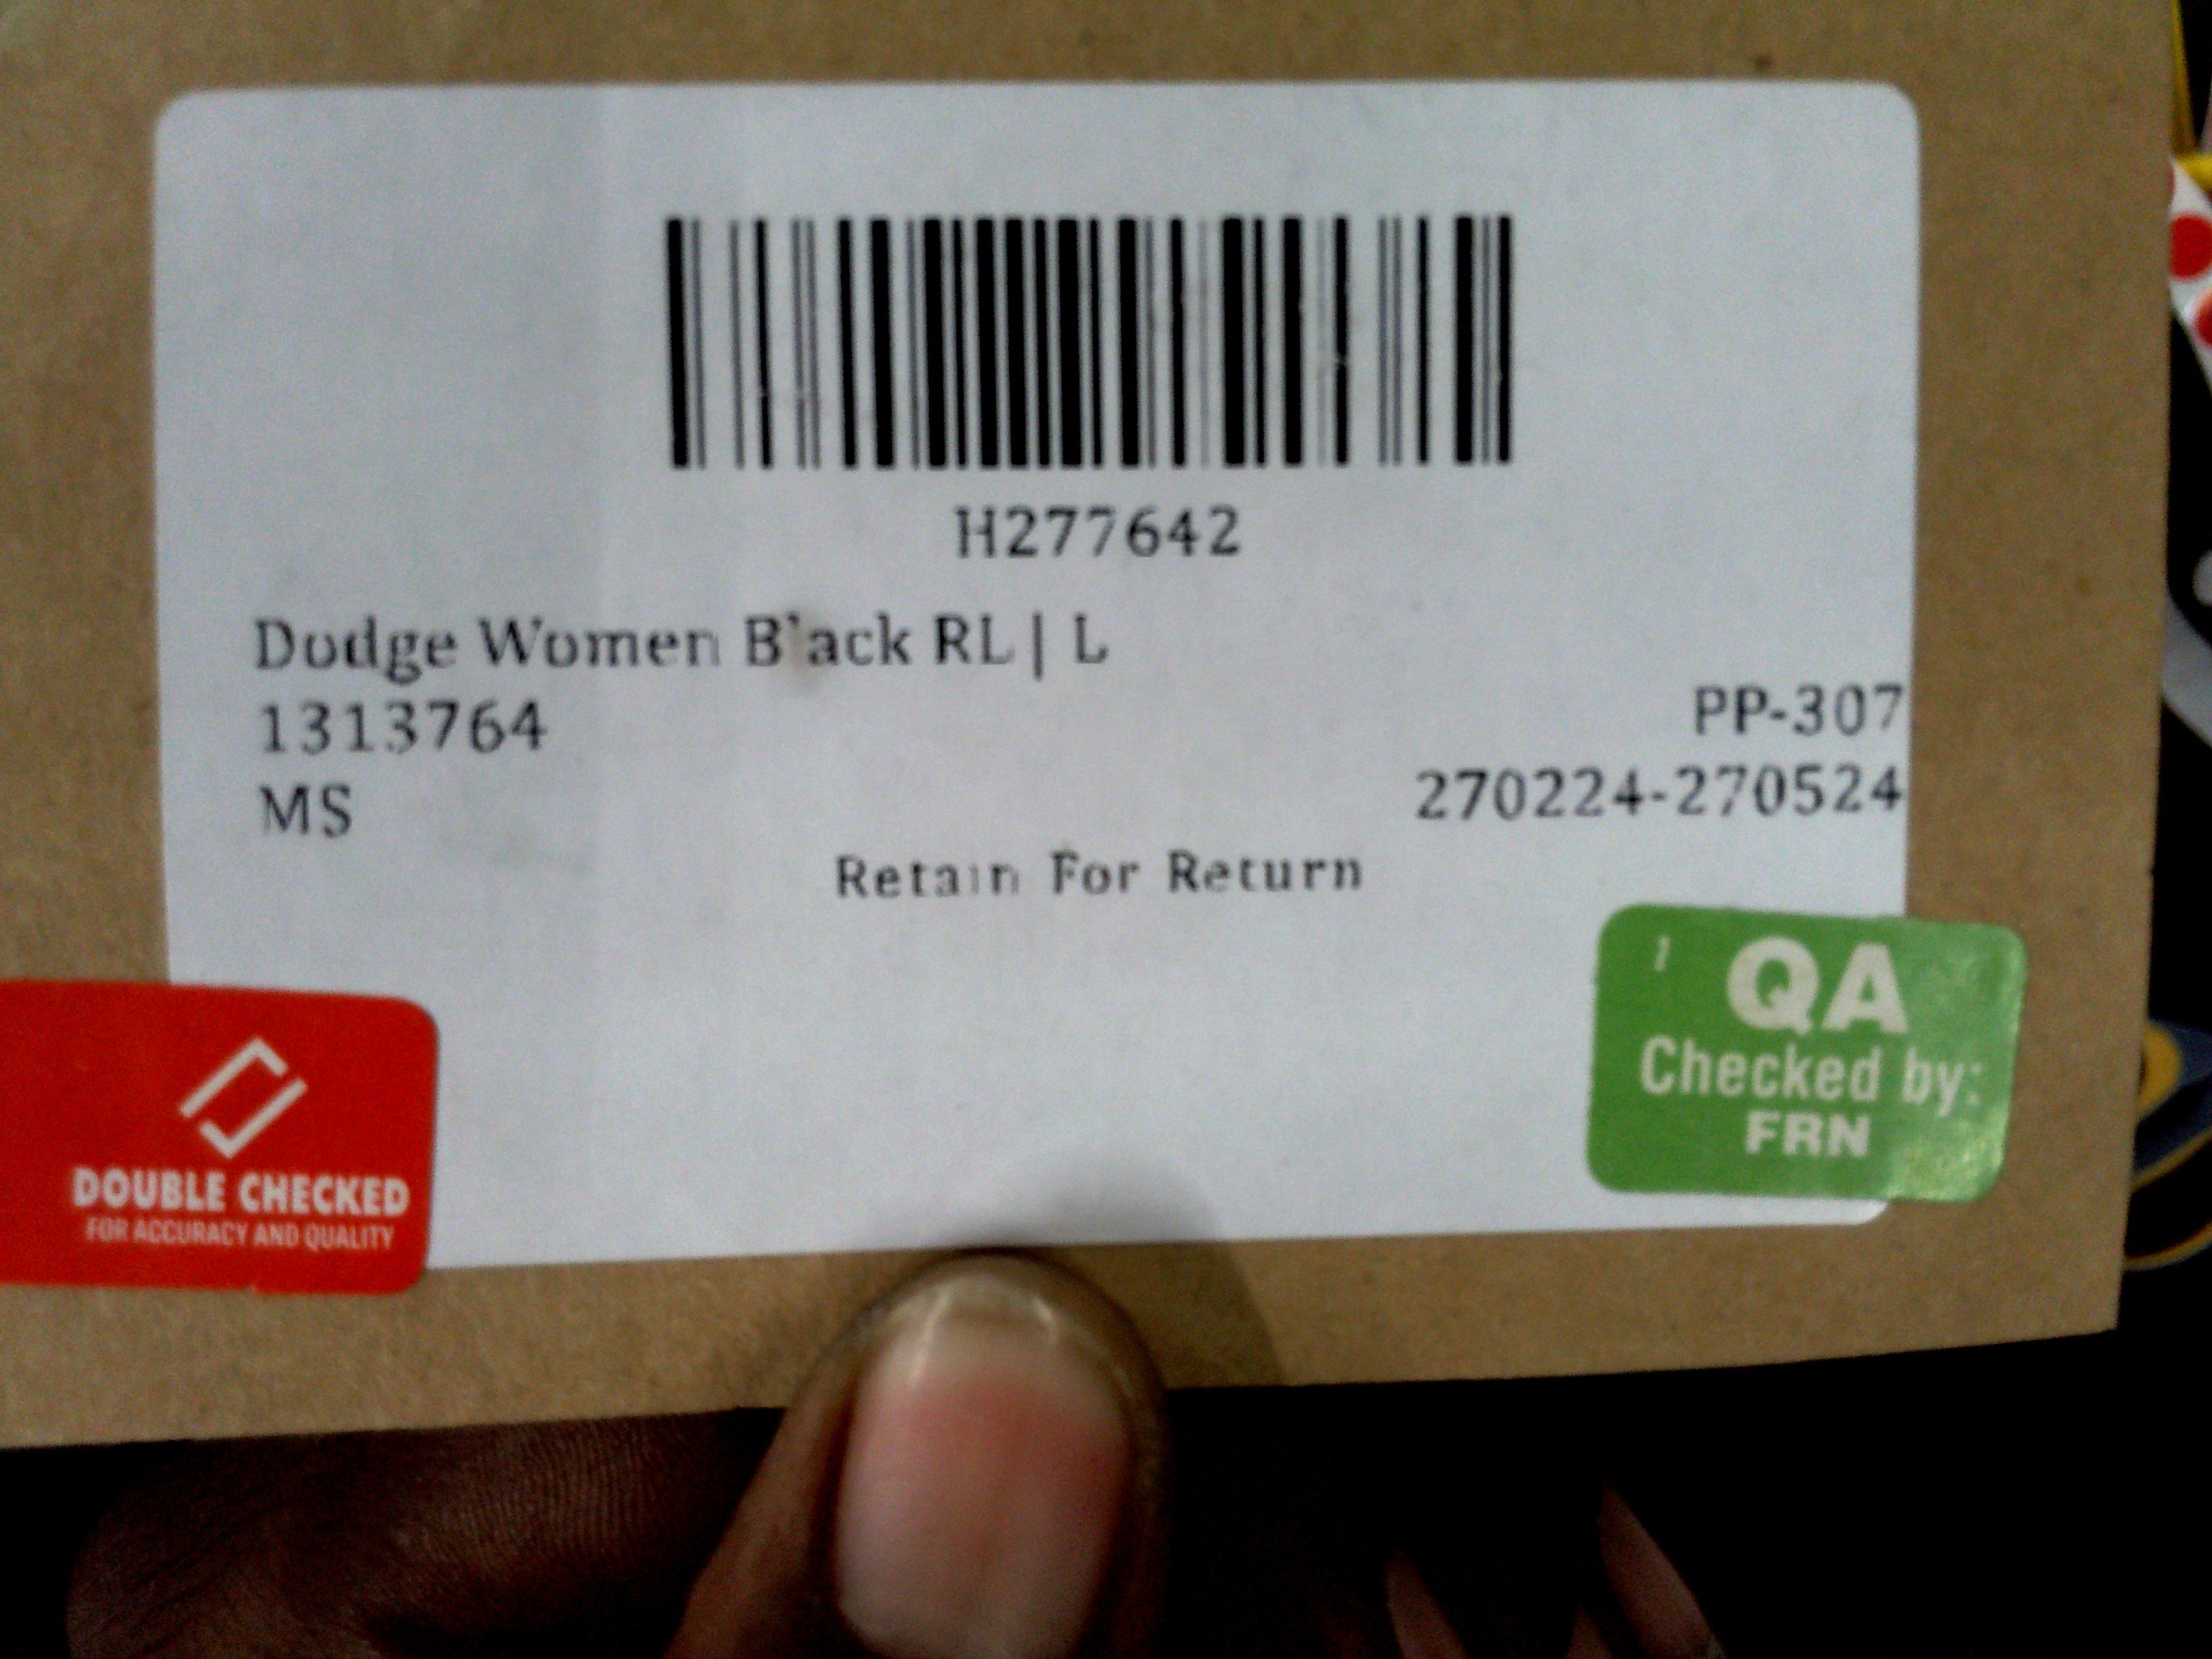 H277642
Dodge Women Black RL | L
1313764
PP-307
MS
270224-270524
Retain For Return
QA
Checked by:
FRN
DOUBLE CHECKED
FOR ACCURACY AND QUALITY